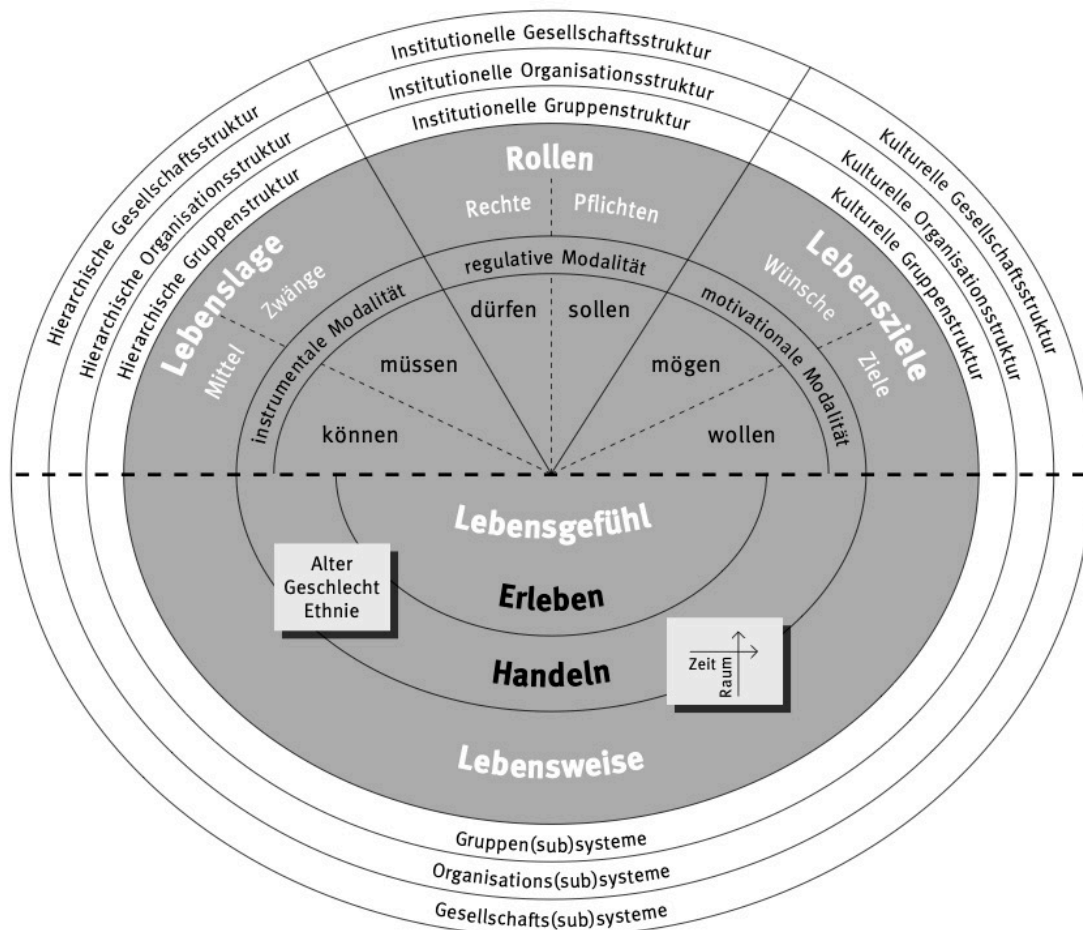 Institutionelle Gesellschaftsstruktur
Institutionelle Organisationsstruktur
Institutionelle Gruppenstruktur
Hierarchische Gesellschaftsstruktur
Hierarchische Organisationsstruktur
Hierarchische Gruppenstruktur
Kulturelle Gesellschaftsstruktur
Kulturelle Organisationsstruktur
Kulturelle Gruppenstruktur
Rollen
Rechte
Pflichten
Lebenslage
Zwänge
Mittel
Lebensziele
Wünsche
Ziele
instrumentale Modalität
regulative Modalität
motivationale Modalität
dürfen
sollen
müssen
mögen
können
wollen
Lebensgefühl
Erleben
Handeln
Lebensweise
Alter
Geschlecht
Ethnie
Zeit
Raum
Gruppen(sub)systeme
Organisations(sub)systeme
Gesellschafts(sub)systeme